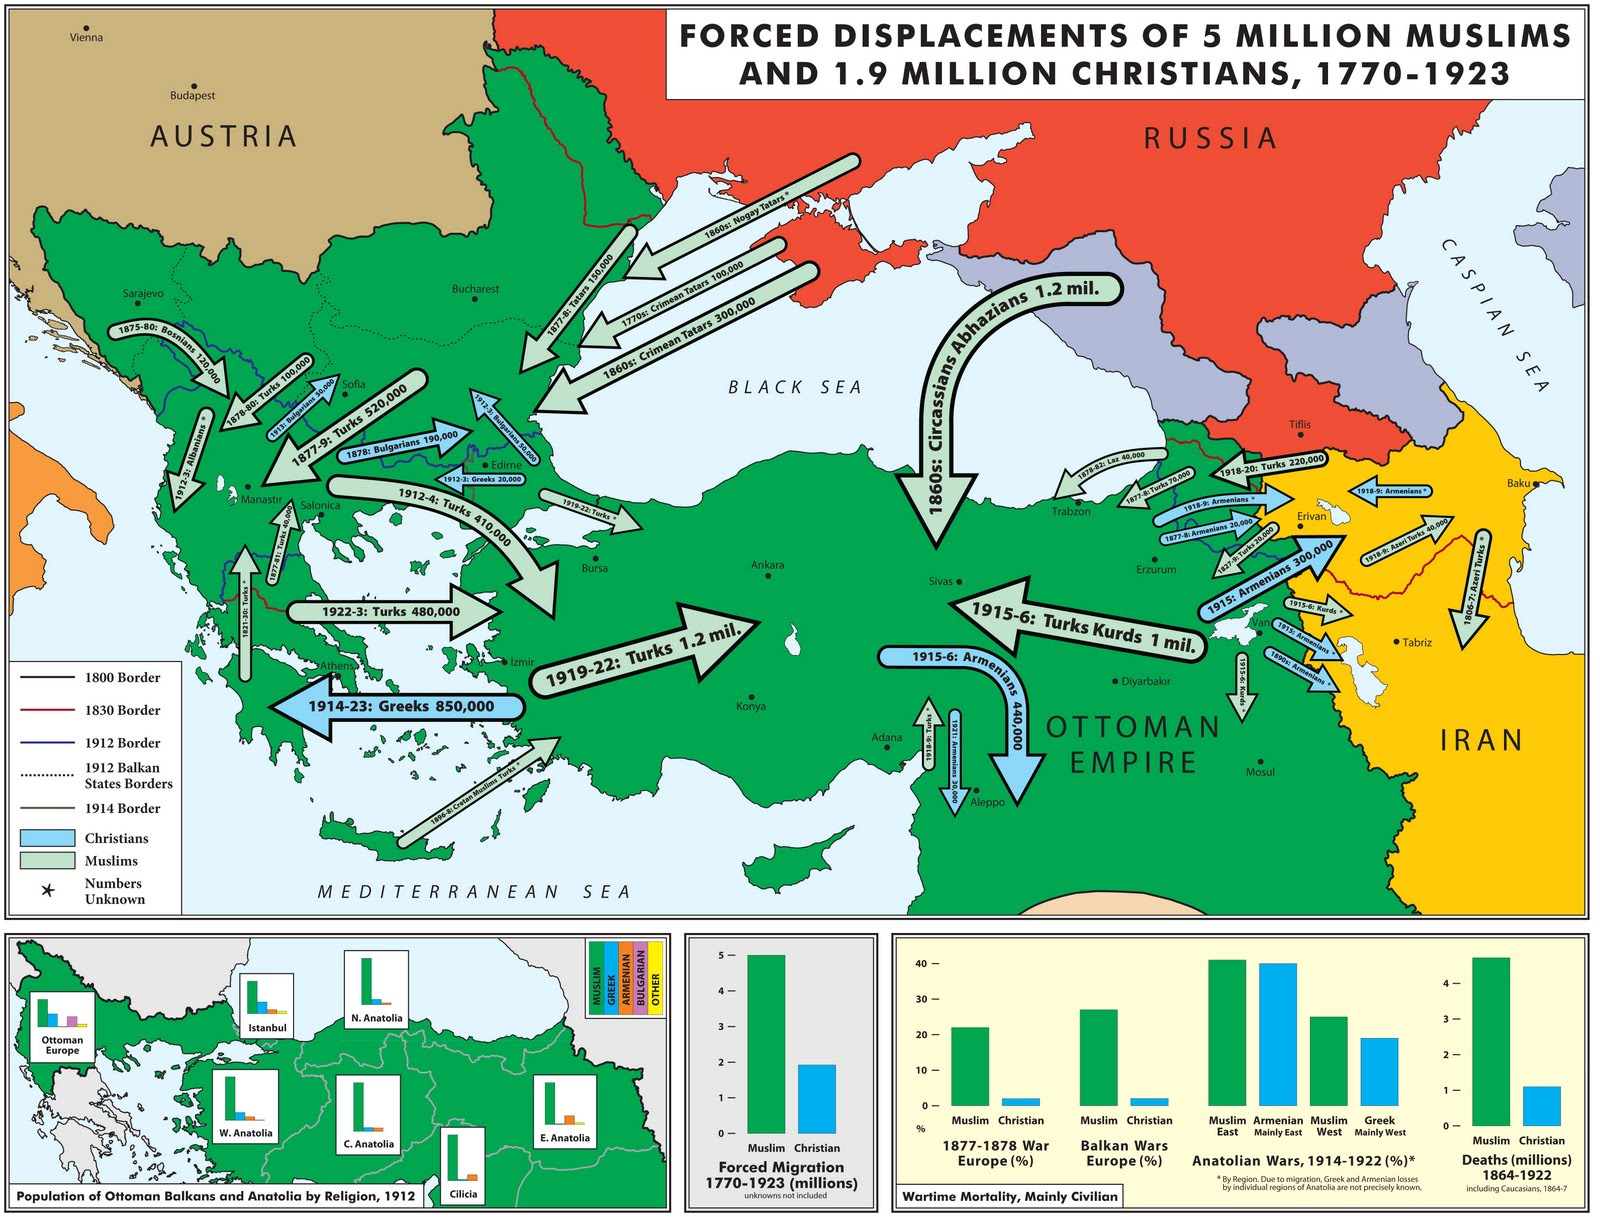 FORCED DISPLACEMENTS OF 5 MILLION MUSLIMS
AND 1.9 MILLION CHRISTIANS, 1770-1923
Vienna
Budapest
AUSTRIA
RUSSIA
CASPIAN SEA
BLACK SEA
MEDITERRANEAN SEA
OTTOMAN
EMPIRE
IRAN
Sarajevo
Bucharest
Sofia
Edirne
Manastır
Salonica
Athens
İzmir
Bursa
Ankara
Konya
Sivas
Adana
Aleppo
Diyarbakır
Mosul
Trabzon
Erzurum
Van
Tiflis
Erivan
Baku
Tabriz
1860s: Nogay Tatars *
1877-8: Tatars 150,000
1770s: Crimean Tatars 100,000
1860s: Crimean Tatars 300,000
1860s: Circassians Abhazians 1.2 mil.
1875-80: Bosnians 120,000
1878-80: Turks 100,000
1913: Bulgarians 50,000
1877-9: Turks 520,000
1878: Bulgarians 190,000
1912-3: Bulgarians 50,000
1912-3: Greeks 20,000
1912-3: Albanians *
1912-4: Turks 410,000
1919-22: Turks *
1877-81: Turks 40,000
1821-30: Turks *
1922-3: Turks 480,000
1919-22: Turks 1.2 mil.
1914-23: Greeks 850,000
1896-8: Cretan Muslims Turks *
1878-82: Laz 40,000
1877-8: Turks 70,000
1918-20: Turks 220,000
1918-9: Armenians *
1918-9: Armenians *
1877-8: Armenians 20,000
1827-9: Turks 20,000
1915: Armenians 300,000
1918-9: Azeri Turks 40,000
1806-7: Azeri Turks *
1915-6: Kurds *
1915: Armenians *
1890s: Armenians *
1915-6: Kurds *
1915-6: Turks Kurds 1 mil.
1915-6: Armenians 440,000
1918-9: Turks *
1921: Armenians 30,000
1800 Border
1830 Border
1912 Border
1912 Balkan
States Borders
1914 Border
Christians
Muslims
* Numbers
Unknown
MUSLIM
GREEK
ARMENIAN
BULGARIAN
OTHER
Ottoman
Europe
Istanbul
N. Anatolia
W. Anatolia
C. Anatolia
E. Anatolia
Cilicia
Population of Ottoman Balkans and Anatolia by Religion, 1912
5
4
3
2
1
0
Muslim Christian
Forced Migration
1770-1923 (millions)
unknowns not included
40
30
20
10
0
%
Muslim Christian
1877-1878 War
Europe (%)
Muslim Christian
Balkan Wars
Europe (%)
Muslim Armenian Muslim Greek
East Mainly East West Mainly West
Anatolian Wars, 1914-1922 (%)*
* By Region. Due to migration, Greek and Armenian losses
by individual regions of Anatolia are not precisely known,
4
3
2
1
0
Muslim Christian
Deaths (millions)
1864-1922
including Caucasians, 1864-7
Wartime Mortality, Mainly Civilian